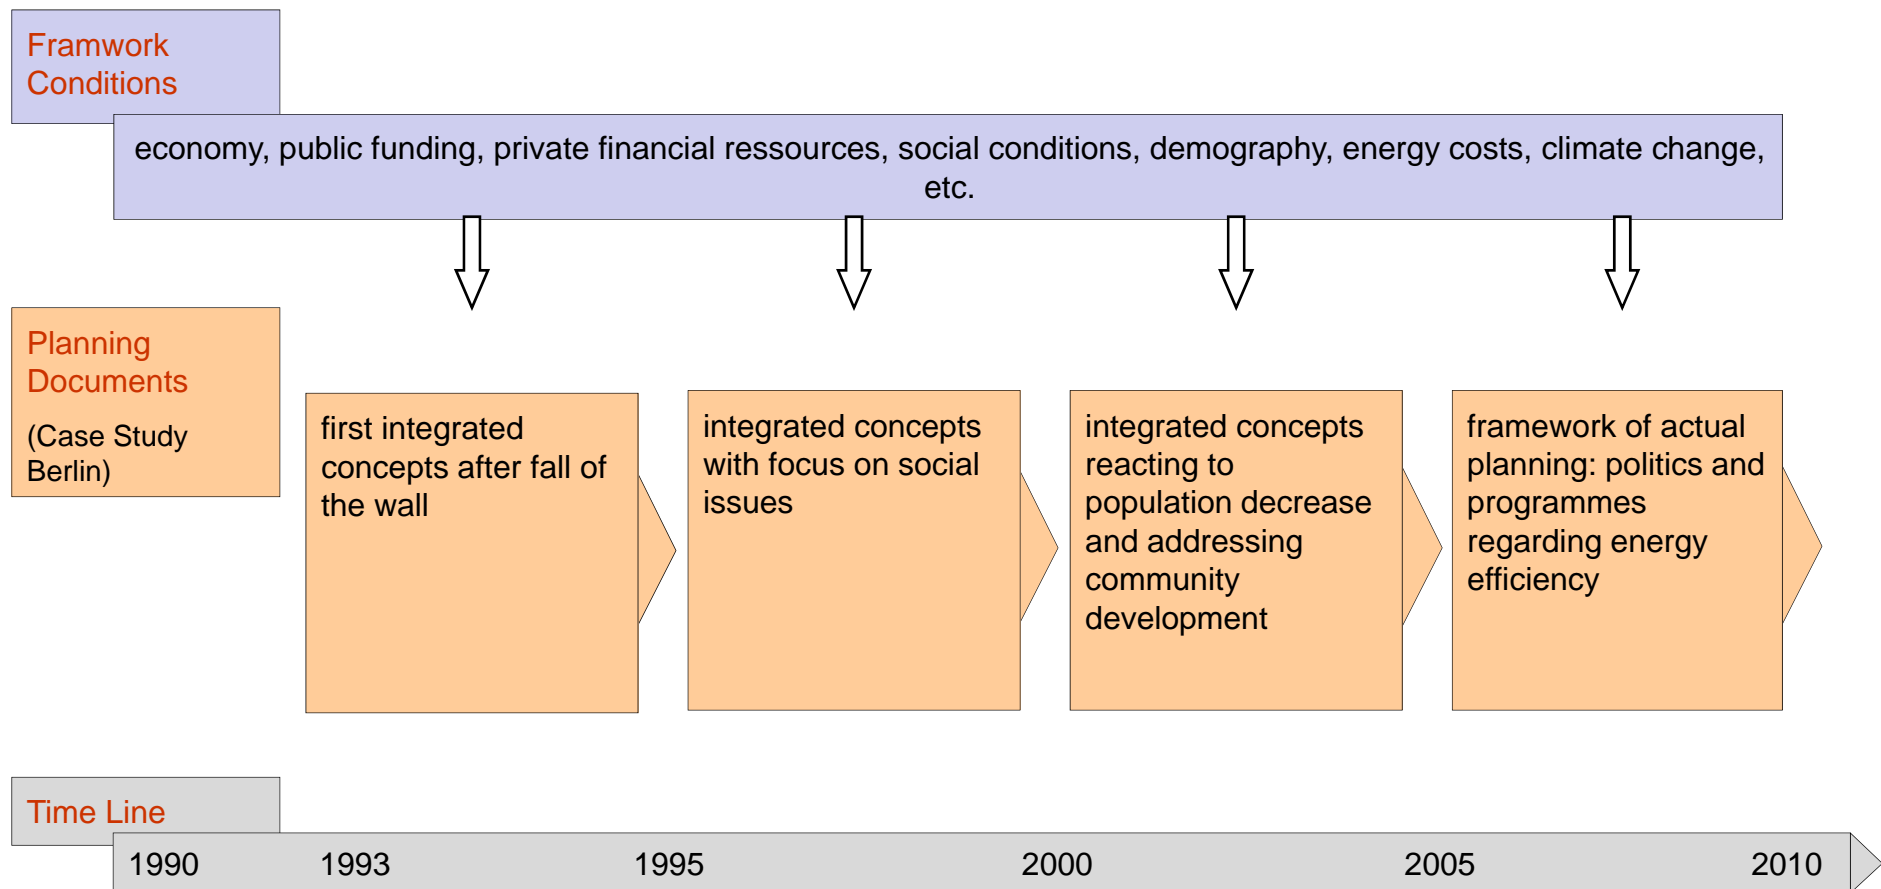 Framwork
Conditions
economy, public funding, private financial ressources, social conditions, demography, energy costs, climate change,
etc.
Planning
Documents
(Case Study
Berlin)
first integrated
concepts after fall of
the wall
integrated concepts
with focus on social
issues
integrated concepts
reacting to
population decrease
and addressing
community
development
framework of actual
planning: politics and
programmes
regarding energy
efficiency
Time Line
1990 1993 1995 2000 2005 2010